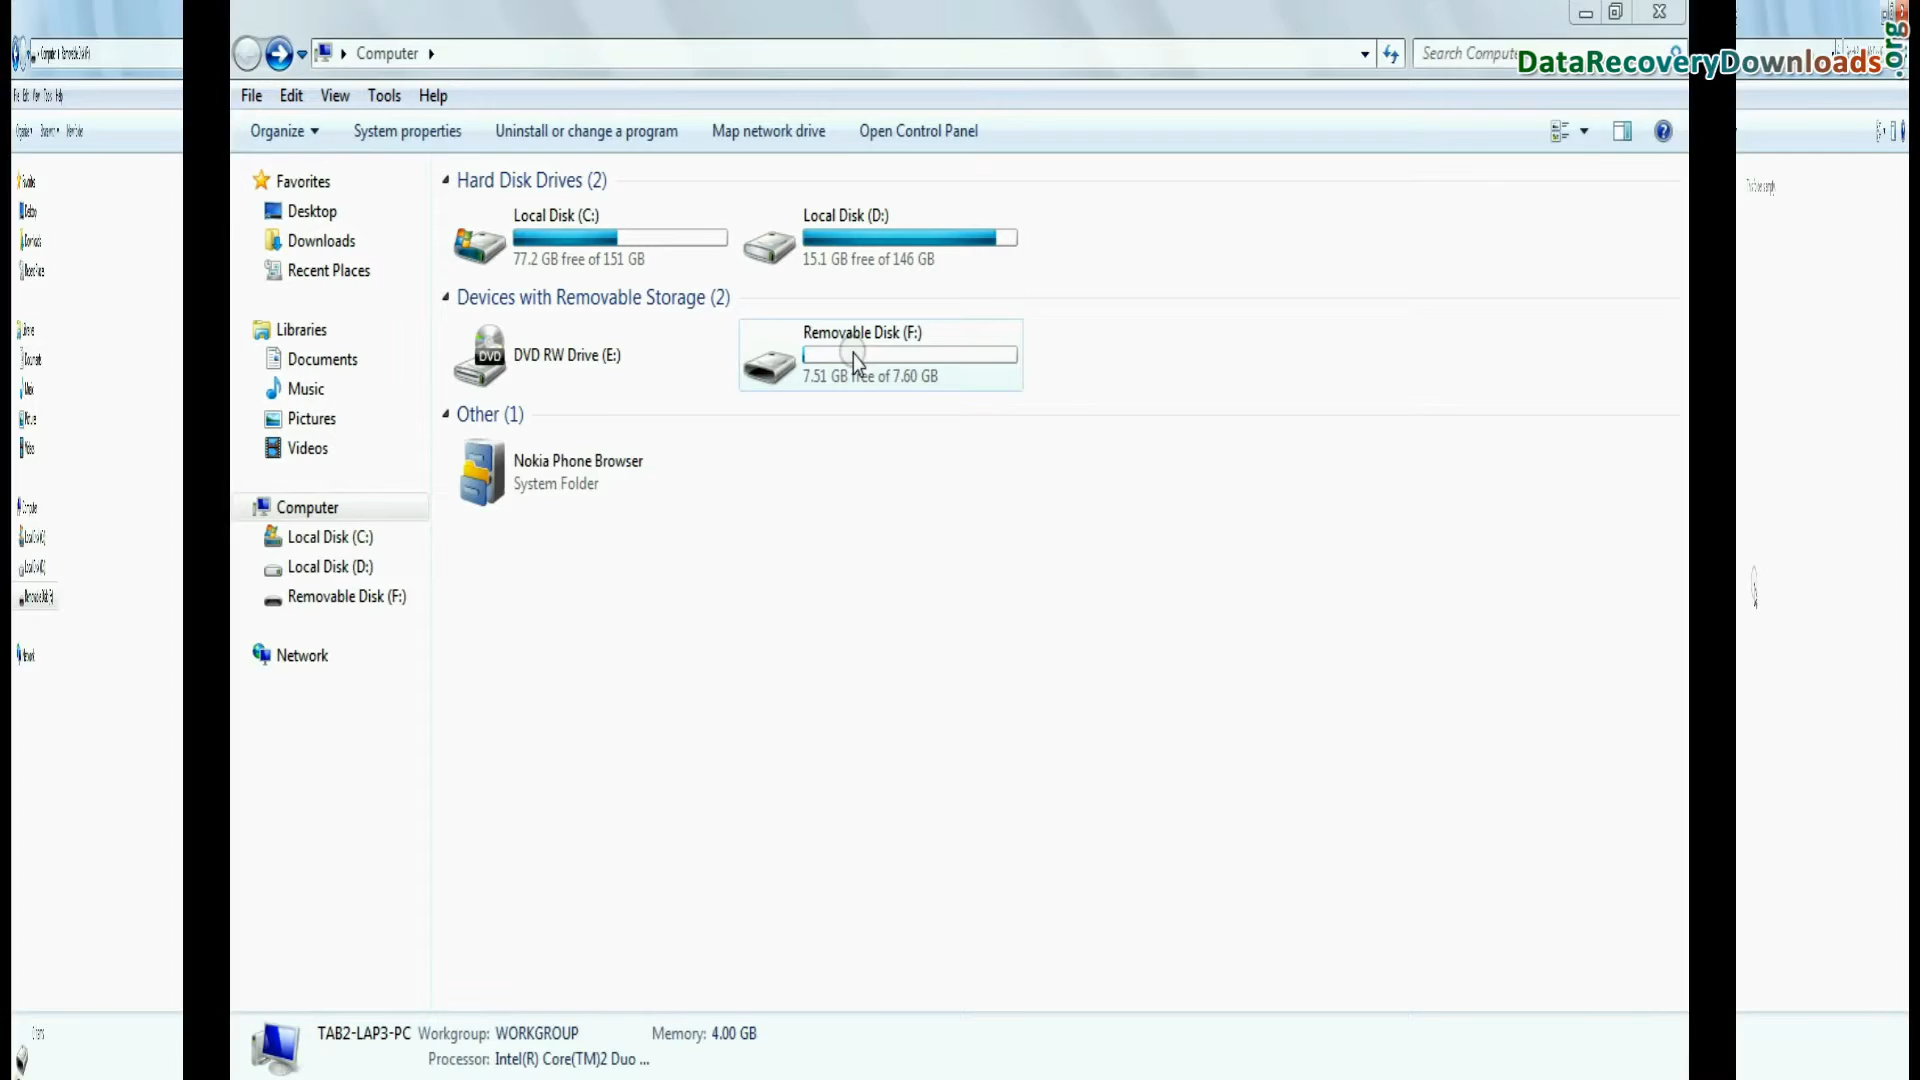 Computer
Search Compute
DataRecoveryDownloads.org
File Edit View Tools Help
Organize System properties Uninstall or change a program Map network drive Open Control Panel
Favorites
Desktop
Downloads
Recent Places
Libraries
Documents
Music
Pictures
Videos
Computer
Local Disk (C:)
Local Disk (D:)
Removable Disk (F:)
Network
Hard Disk Drives (2)
Local Disk (C:)
77.2 GB free of 151 GB
Local Disk (D:)
15.1 GB free of 146 GB
Devices with Removable Storage (2)
DVD
DVD RW Drive (E:)
Removable Disk (F:)
7.51 GB free of 7.60 GB
Other (1)
Nokia Phone Browser
System Folder
TAB2-LAP3-PC Workgroup: WORKGROUP Memory: 4.00 GB
Processor: Intel(R) Core(TM)2 Duo ...